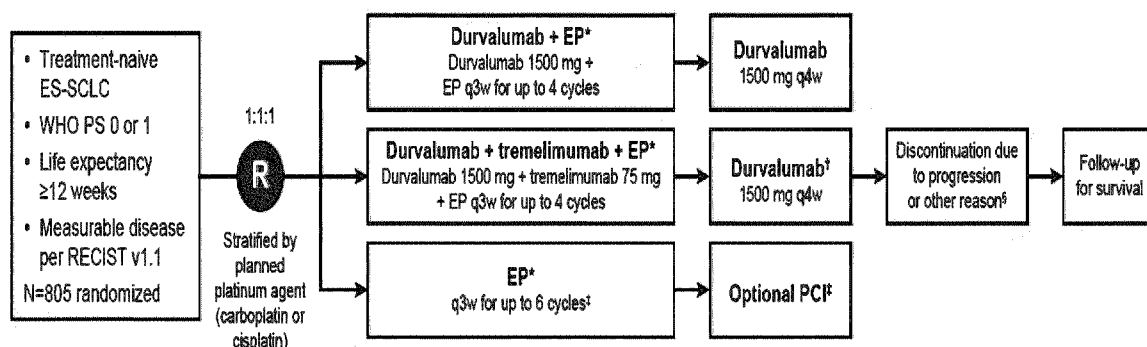 • Treatment-naive
ES-SCLC
• WHO PS 0 or 1
• Life expectancy
≥12 weeks
• Measurable disease
per RECIST v1.1
N=805 randomized
1:1:1
R
Stratified by
planned
platinum agent
(carboplatin or
cisplatin)
Durvalumab + EP*
Durvalumab 1500 mg +
EP q3w for up to 4 cycles
Durvalumab
1500 mg q4w
Durvalumab + tremelimumab + EP*
Durvalumab 1500 mg + tremelimumab 75 mg
+ EP q3w for up to 4 cycles
Durvalumab†
1500 mg q4w
EP*
q3w for up to 6 cycles‡
Optional PCI‡
Discontinuation due
to progression
or other reason§
Follow-up
for survival